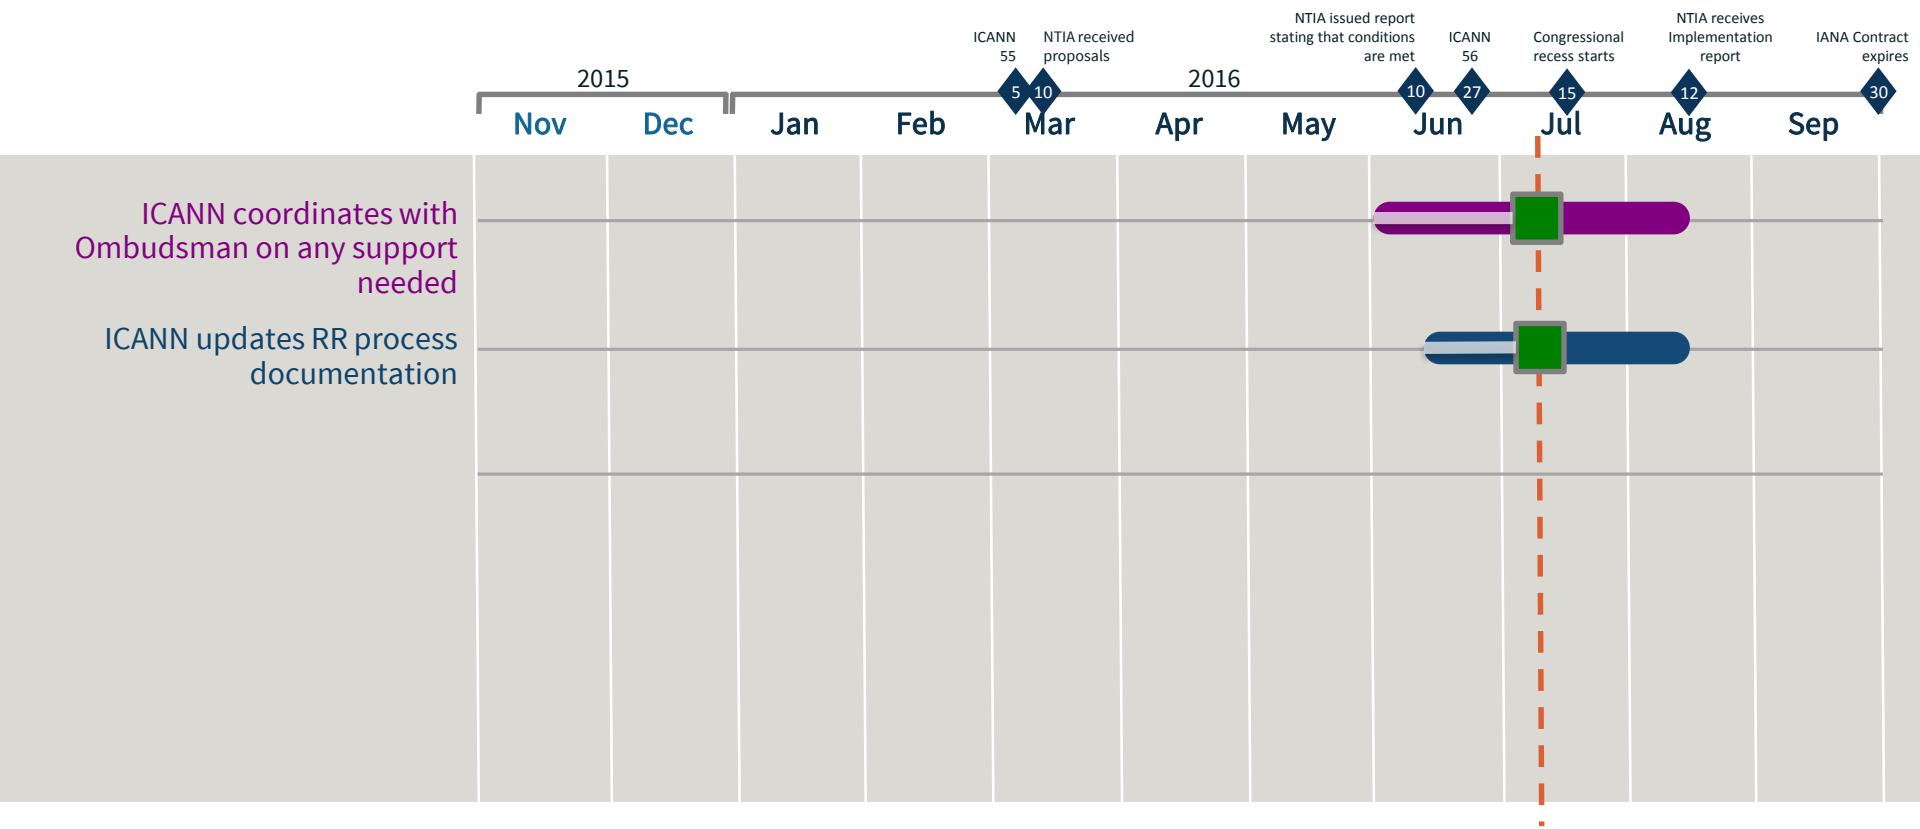 NTIA issued report
stating that conditions
are met
NTIA receives
Implementation
report
ICANN
55
NTIA received
proposals
ICANN
56
Congressional
recess starts
IANA Contract
expires
2015
2016
5
10
10
27
15
12
30
Nov
Dec
Jan
Feb
Mar
Apr
May
Jun
Jul
Aug
Sep
ICANN coordinates with
Ombudsman on any support
needed
ICANN updates RR process
documentation